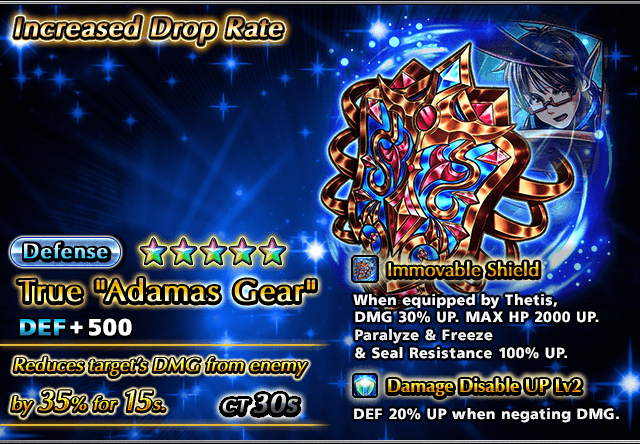 Increased Drop Rate
Defense
True "Adamas Gear"
DEF+500
Reduces target's DMG from enemy
by 35% for 15s.
CT 30s
Immovable Shield
When equipped by Thetis,
DMG 30% UP. MAX HP 2000 UP.
Paralyze & Freeze
& Seal Resistance 100% UP.
Damage Disable UP Lv2
DEF 20% UP when negating DMG.